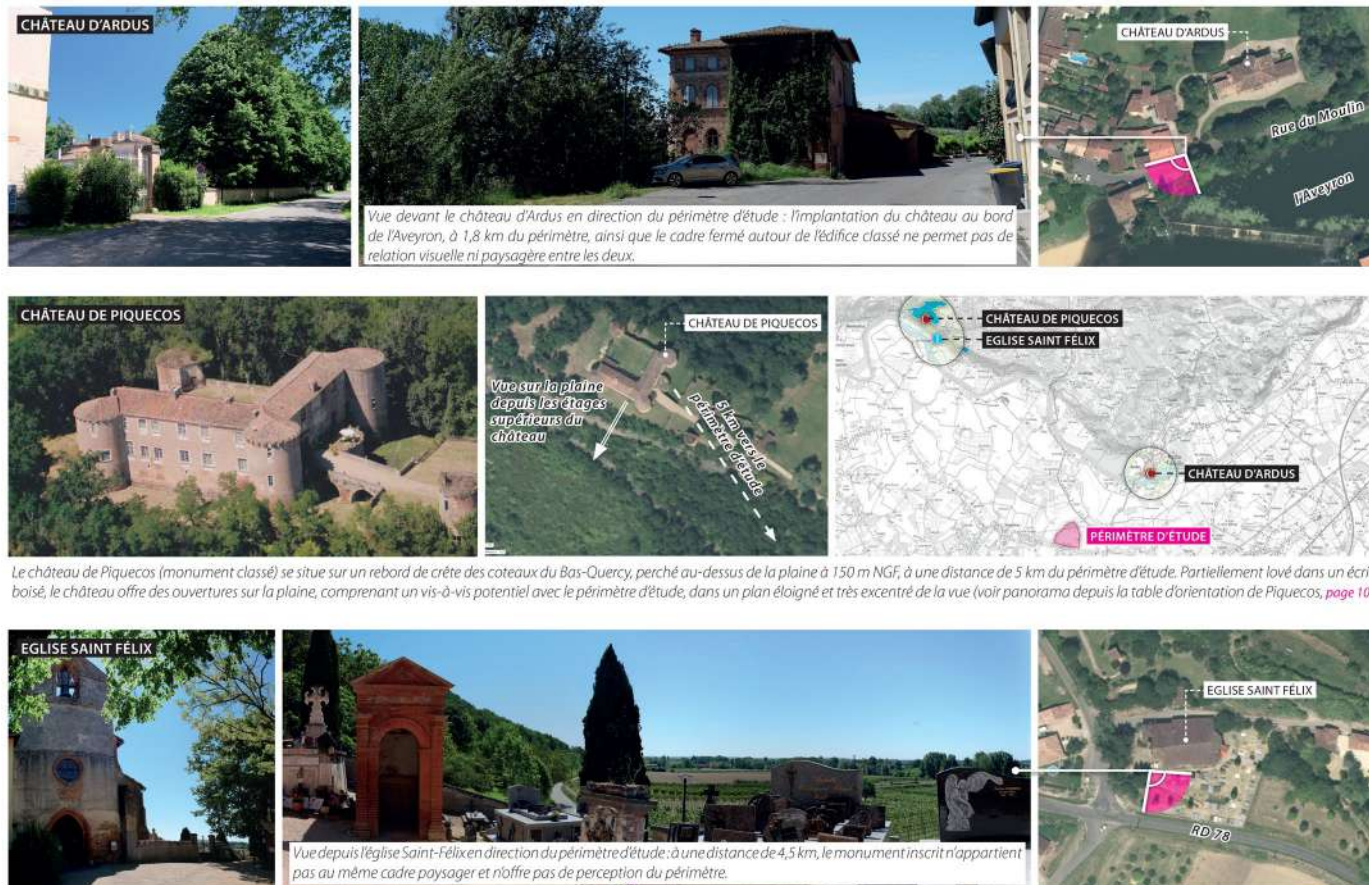 CHÂTEAU D'ARDUS
CHÂTEAU D'ARDUS
Rue du Moulin
l'Aveyron
Vue devant le château d'Ardus en direction du périmètre d'étude : l'implantation du château au bord
de l'Aveyron, à 1,8 km du périmètre, ainsi que le cadre fermé autour de l'édifice classé ne permet pas de
relation visuelle ni paysagère entre les deux.
CHÂTEAU DE PIQUECOS
CHÂTEAU DE PIQUECOS
Vue sur la plaine
depuis les étages
supérieurs du
château
5 km vers le
périmètre d'étude
CHÂTEAU DE PIQUECOS
EGLISE SAINT FÉLIX
CHÂTEAU D'ARDUS
PÉRIMÈTRE D'ÉTUDE
Le château de Piquecos (monument classé) se situe sur un rebord de crête des coteaux du Bas-Quercy, perché au-dessus de la plaine à 150 m NGF, à une distance de 5 km du périmètre d'étude. Partiellement lové dans un écri
boisé, le château offre des ouvertures sur la plaine, comprenant un vis-à-vis potentiel avec le périmètre d'étude, dans un plan éloigné et très excentré de la vue (voir panorama depuis la table d'orientation de Piquecos, page 10
EGLISE SAINT FÉLIX
EGLISE SAINT FÉLIX
RD 78
Vue depuis l'église Saint-Félix en direction du périmètre d'étude : à une distance de 4,5 km, le monument inscrit n'appartient
pas au même cadre paysager et n'offre pas de perception du périmètre.